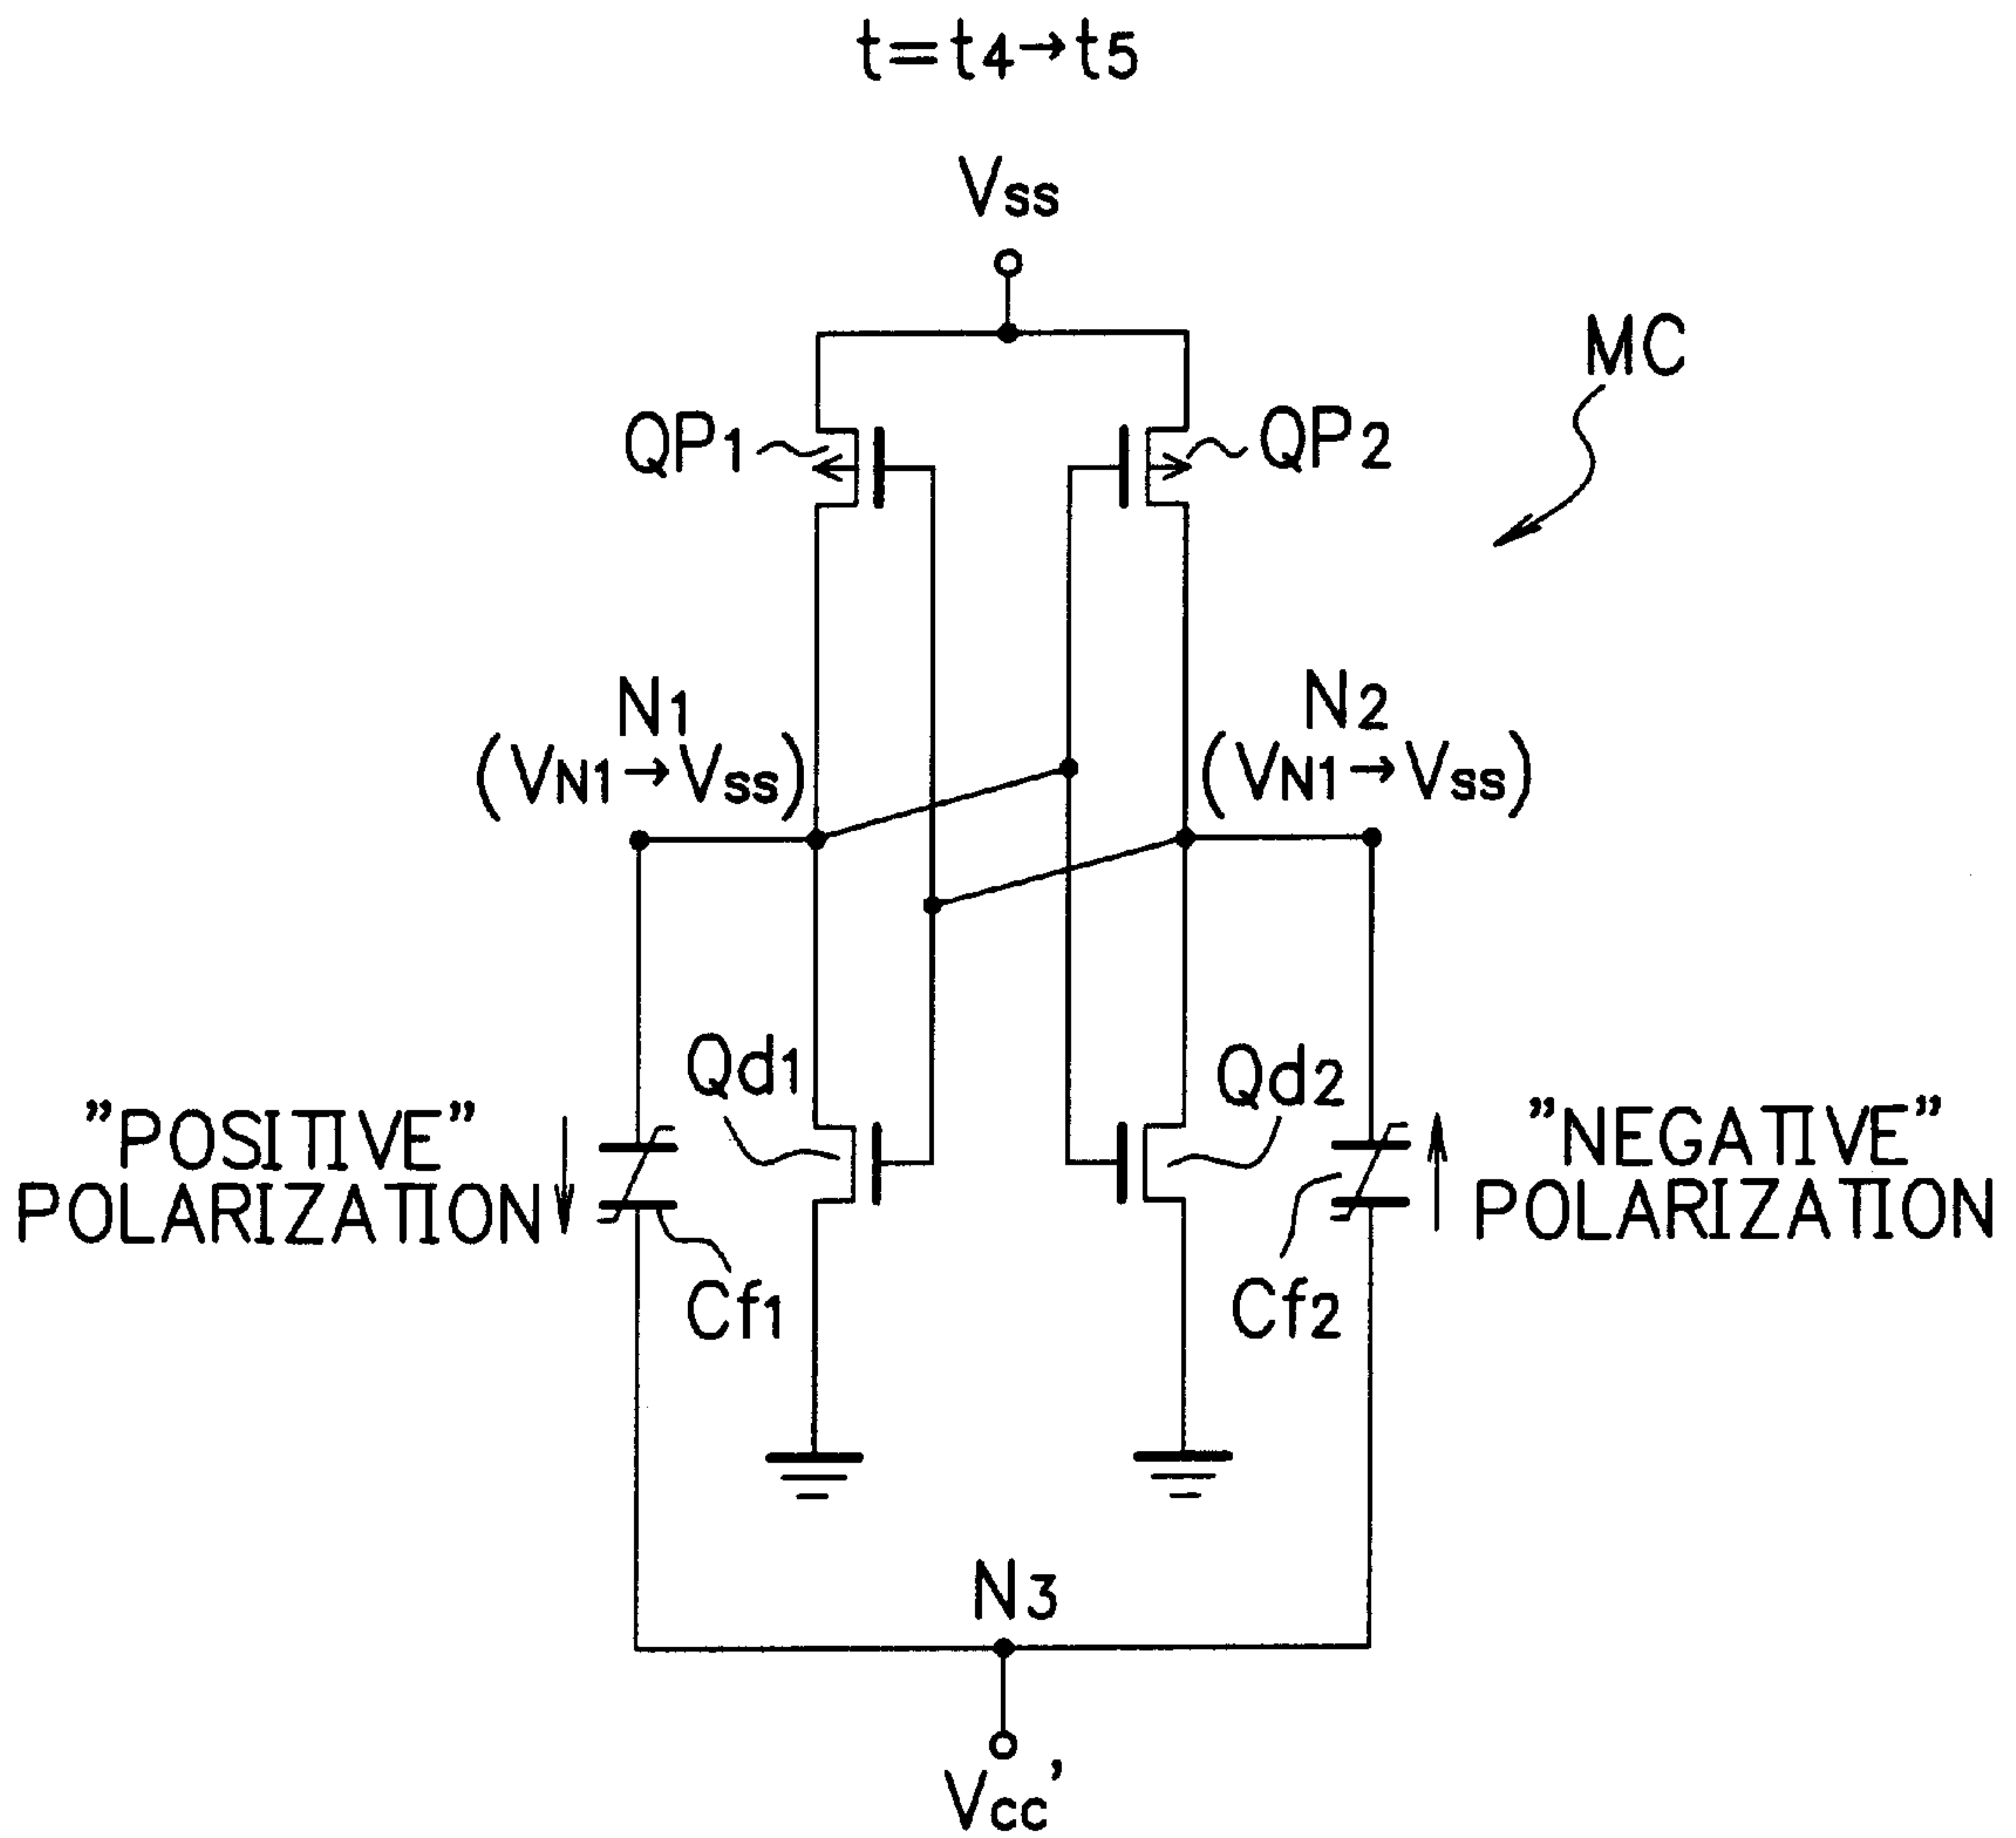 t=t4→t5
Vss
MC
QP1
QP2
N1
(VN1→Vss)
N2
(VN1→Vss)
Qd1
Qd2
"POSITIVE"
POLARIZATION
"NEGATIVE"
POLARIZATION
Cf1
Cf2
N3
Vcc'